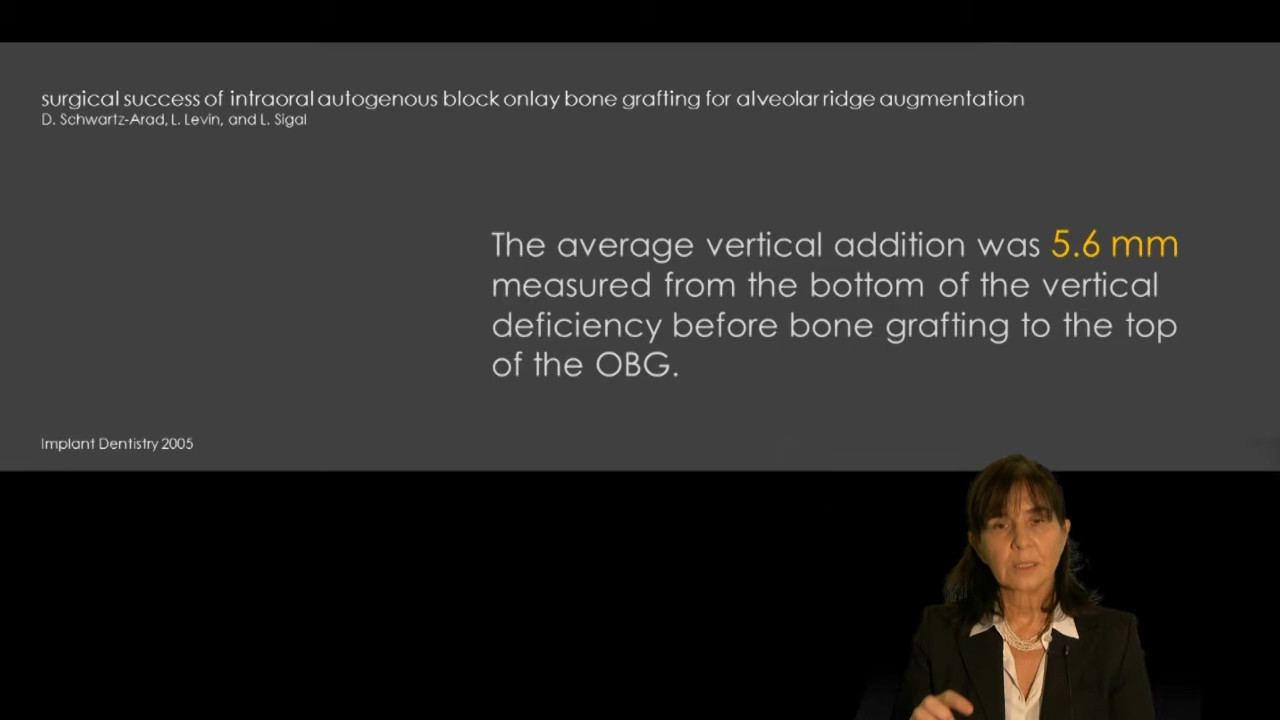 surgical success of intraoral autogenous block onlay bone grafting for alveolar ridge augmentation
D. Schwartz-Arad, L. Levin, and L. Sigal
The average vertical addition was 5.6 mm
measured from the bottom of the vertical
deficiency before bone grafting to the top
of the OBG.
Implant Dentistry 2005